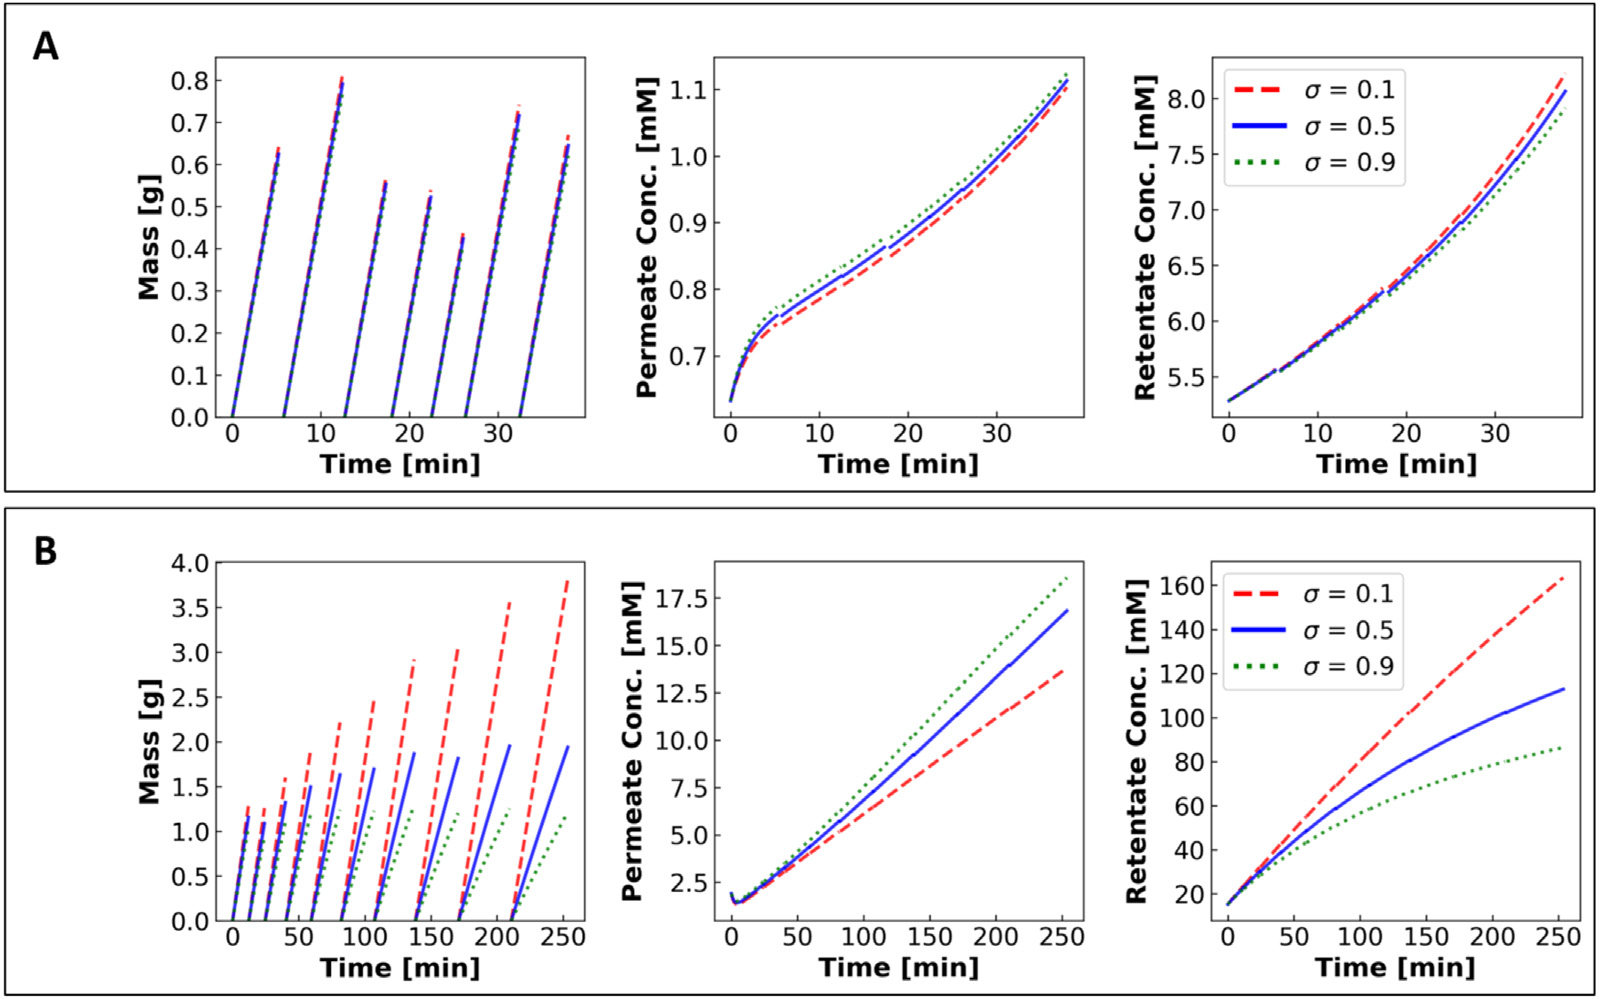 A
0.8
0.7
0.6
0.5
0.4
0.3
0.2
0.1
0.0
Mass [g]
0 10 20 30
Time [min]
1.1
1.0
0.9
0.8
0.7
Permeate Conc. [mM]
0 10 20 30
Time [min]
8.0
7.5
7.0
6.5
6.0
5.5
Retentate Conc. [mM]
σ = 0.1
σ = 0.5
σ = 0.9
0 10 20 30
Time [min]
B
4.0
3.5
3.0
2.5
2.0
1.5
1.0
0.5
0.0
Mass [g]
0 50 100 150 200 250
Time [min]
17.5
15.0
12.5
10.0
7.5
5.0
2.5
Permeate Conc. [mM]
0 50 100 150 200 250
Time [min]
160
140
120
100
80
60
40
20
Retentate Conc. [mM]
σ = 0.1
σ = 0.5
σ = 0.9
0 50 100 150 200 250
Time [min]